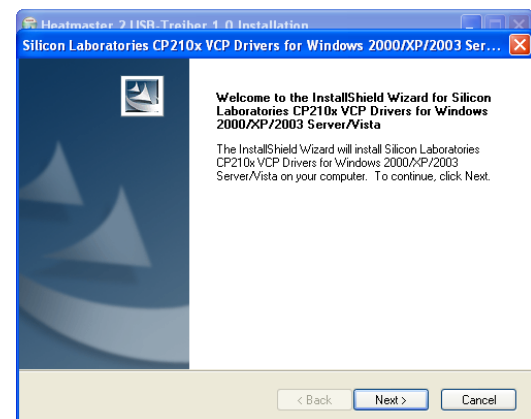 Heatmaster 2 USB-Treiber 1.0 Installation
Silicon Laboratories CP210x VCP Drivers for Windows 2000/XP/2003 Ser...
Welcome to the InstallShield Wizard for Silicon
Laboratories CP210x VCP Drivers for Windows
2000/XP/2003 Server/Vista
The InstallShield Wizard will install Silicon Laboratories
CP210x VCP Drivers for Windows 2000/XP/2003
Server/Vista on your computer. To continue, click Next.
< Back
Next >
Cancel